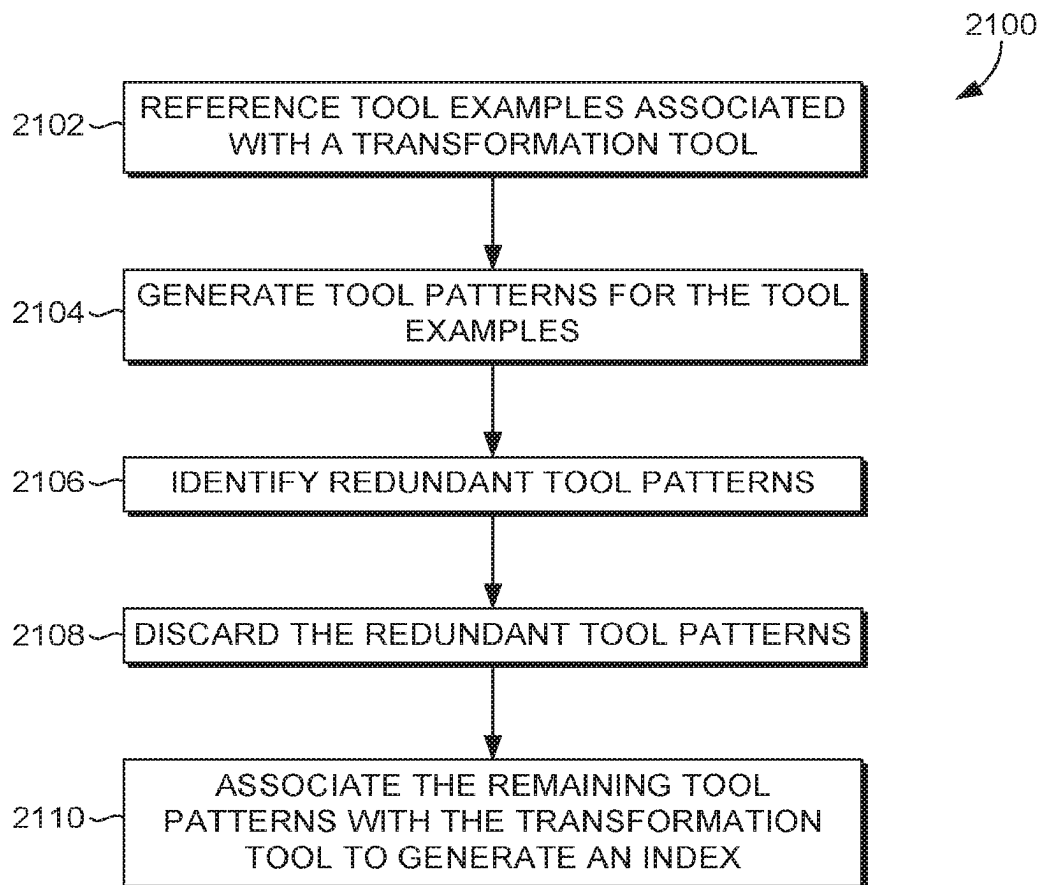 2100
2102
REFERENCE TOOL EXAMPLES ASSOCIATED
WITH A TRANSFORMATION TOOL
2104
GENERATE TOOL PATTERNS FOR THE TOOL
EXAMPLES
2106
IDENTIFY REDUNDANT TOOL PATTERNS
2108
DISCARD THE REDUNDANT TOOL PATTERNS
2110
ASSOCIATE THE REMAINING TOOL
PATTERNS WITH THE TRANSFORMATION
TOOL TO GENERATE AN INDEX